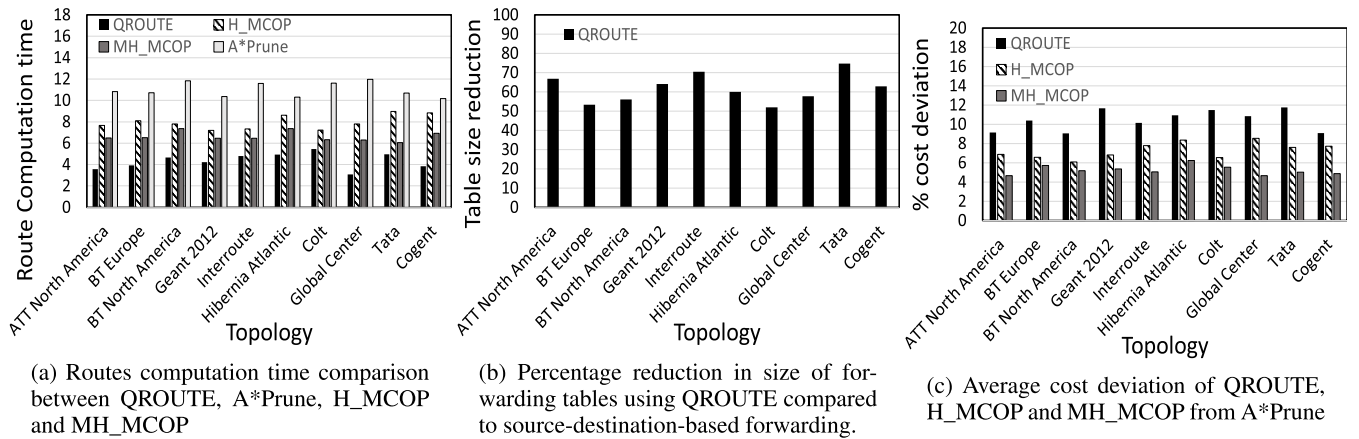 Route Computation time
18
16
14
12
10
8
6
4
2
0
QROUTE
H_MCOP
MH_MCOP
A*Prune
ATT North America
BT Europe
BT North America
Geant 2012
Interroute
Hibernia Atlantic
Colt
Global Center
Tata
Cogent
Topology
(a) Routes computation time comparison
between QROUTE, A*Prune, H_MCOP
and MH_MCOP
Table size reduction
100
90
80
70
60
50
40
30
20
10
0
QROUTE
ATT North America
BT Europe
BT North America
Geant 2012
Interroute
Hibernia Atlantic
Colt
Global Center
Tata
Cogent
Topology
(b) Percentage reduction in size of for-
warding tables using QROUTE compared
to source-destination-based forwarding.
% cost deviation
20
18
16
14
12
10
8
6
4
2
0
QROUTE
H_MCOP
MH_MCOP
ATT North America
BT Europe
BT North America
Geant 2012
Interroute
Hibernia Atlantic
Colt
Global Center
Tata
Cogent
Topology
(c) Average cost deviation of QROUTE,
H_MCOP and MH_MCOP from A*Prune